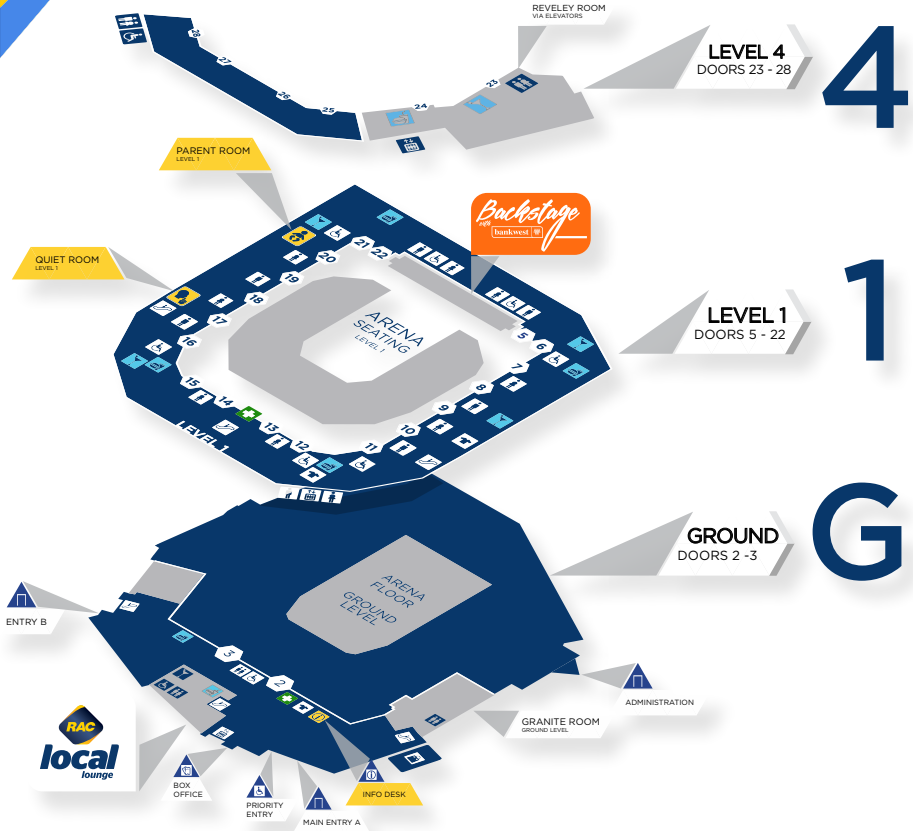 REVELEY ROOM
VIA ELEVATORS
LEVEL 4
DOORS 23 - 28
4
28
27
26
25
24
23
PARENT ROOM
LEVEL 1
Backstage
with
bankwest
QUIET ROOM
LEVEL 1
ARENA
SEATING
LEVEL 1
LEVEL 1
DOORS 5 - 22
1
21
22
20
19
18
17
16
15
14
13
12
11
10
9
8
7
6
5
LEVEL 1
GROUND
DOORS 2 -3
G
ARENA
FLOOR
-
GROUND
LEVEL
ENTRY B
3
2
ADMINISTRATION
GRANITE ROOM
GROUND LEVEL
RAC
local
lounge
BOX
OFFICE
PRIORITY
ENTRY
MAIN ENTRY A
INFO DESK